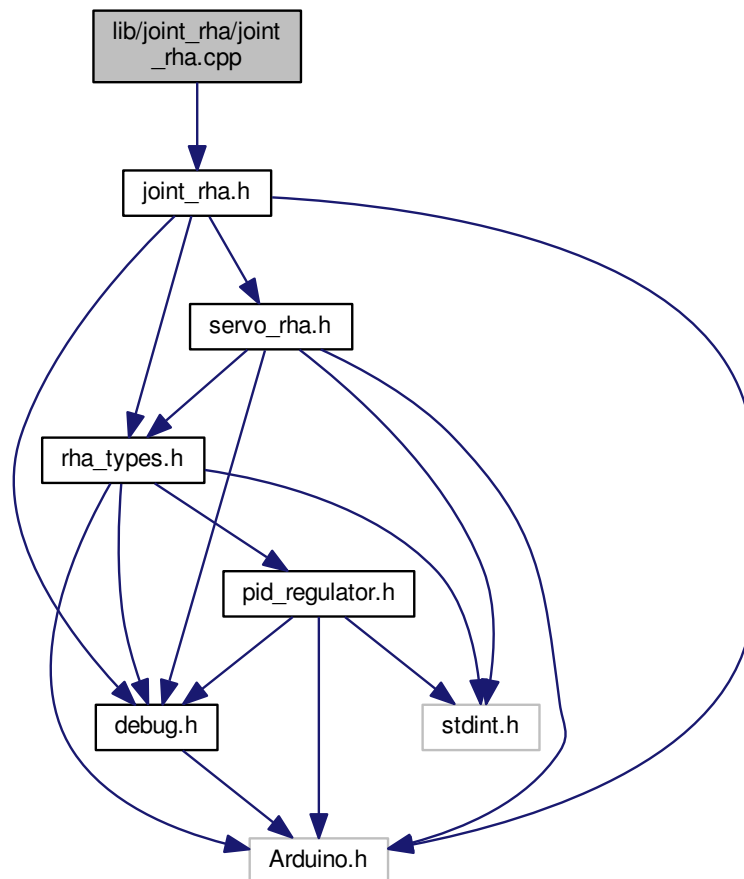 lib/joint_rha/joint
_rha.cpp
joint_rha.h
servo_rha.h
rha_types.h
pid_regulator.h
debug.h
stdint.h
Arduino.h